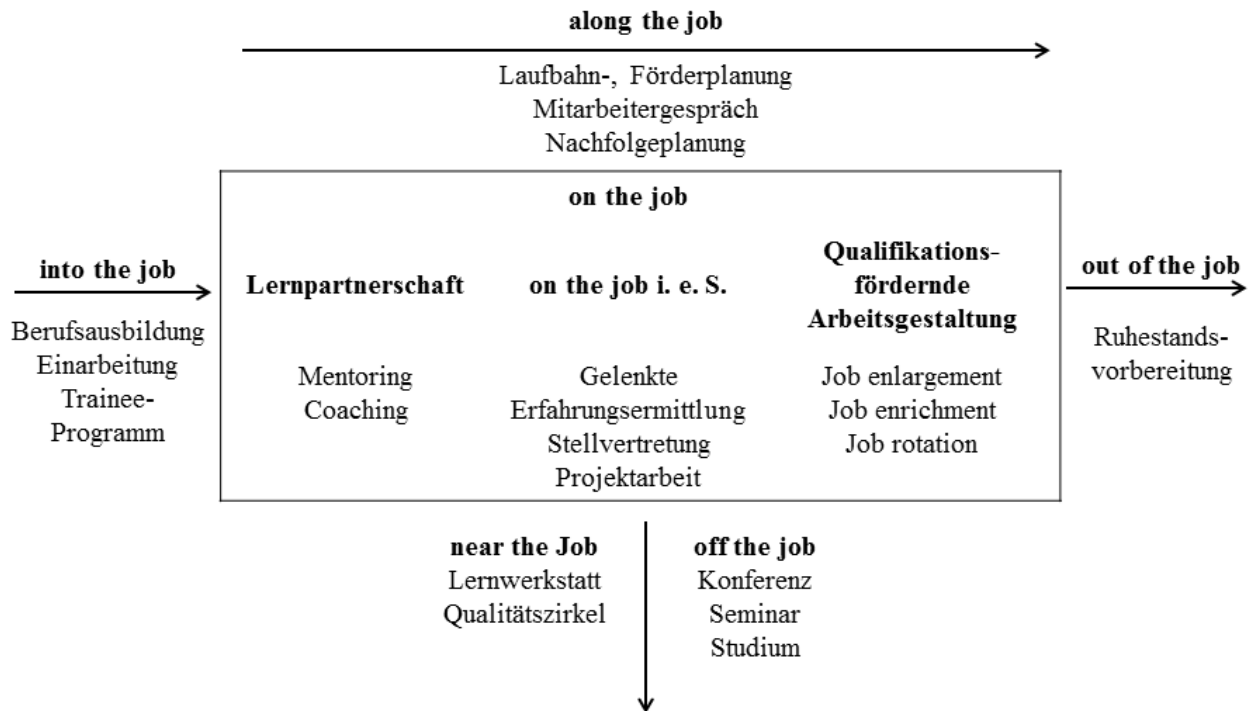 along the job
Laufbahn-, Förderplanung
Mitarbeitergespräch
Nachfolgeplanung
into the job
Berufsausbildung
Einarbeitung
Trainee-
Programm
on the job
Lernpartnerschaft
Mentoring
Coaching
on the job i. e. S.
Gelenkte
Erfahrungsermittlung
Stellvertretung
Projektarbeit
Qualifikations-
fördernde
Arbeitsgestaltung
Job enlargement
Job enrichment
Job rotation
out of the job
Ruhestands-
vorbereitung
near the Job
Lernwerkstatt
Qualitätszirkel
off the job
Konferenz
Seminar
Studium